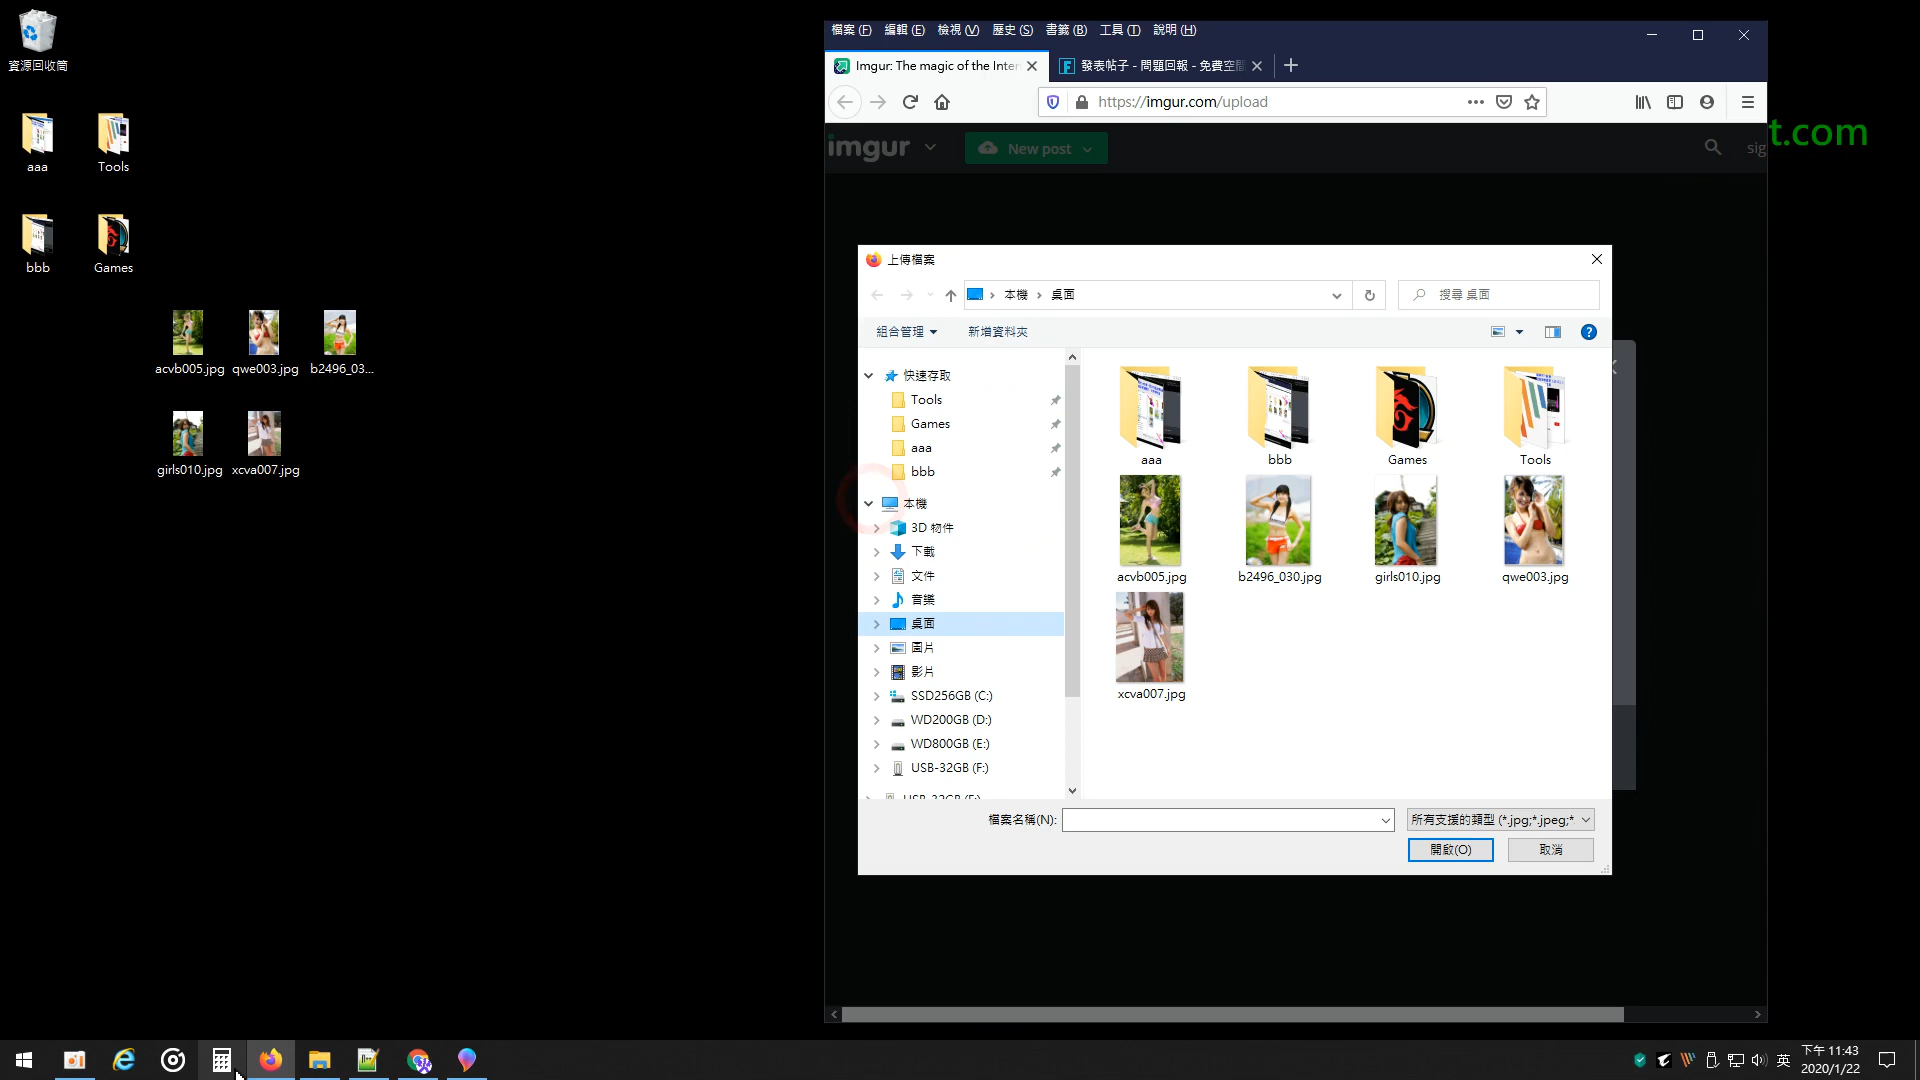 資源回收筒
aaa
Tools
bbb
Games
acvb005.jpg
qwe003.jpg
b2496_03...
girls010.jpg
xcva007.jpg
檔案 (F) 編輯 (E) 檢視 (V) 歷史 (S) 書籤 (B) 工具 (T) 說明 (H)
Imgur: The magic of the Inter
發表帖子 - 問題回報 - 免費空間
https://imgur.com/upload
t.com
imgur
New post
sig
上傳檔案
本機 › 桌面
搜尋 桌面
組合管理
新增資料夾
快速存取
Tools
Games
aaa
bbb
本機
3D 物件
下載
文件
音樂
桌面
圖片
影片
SSD256GB (C:)
WD200GB (D:)
WD800GB (E:)
USB-32GB (F:)
USB-32GB (F:)
aaa
bbb
Games
Tools
acvb005.jpg
b2496_030.jpg
girls010.jpg
qwe003.jpg
xcva007.jpg
檔案名稱(N):
所有支援的類型 (*.jpg;*.jpeg;*
開啟(O)
取消
英
下午 11:43
2020/1/22